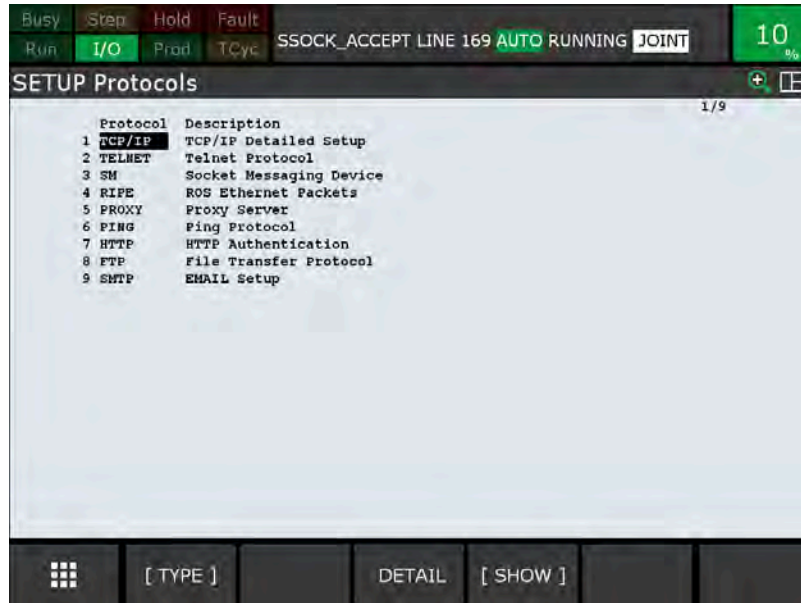 Busy Step Hold Fault
Run I/O Prod TCyc
SSOCK_ACCEPT LINE 169 AUTO RUNNING JOINT
10 %
SETUP Protocols
1/9
Protocol Description
1 TCP/IP TCP/IP Detailed Setup
2 TELNET Telnet Protocol
3 SM Socket Messaging Device
4 RIPE ROS Ethernet Packets
5 PROXY Proxy Server
6 PING Ping Protocol
7 HTTP HTTP Authentication
8 FTP File Transfer Protocol
9 SMTP EMAIL Setup
[ TYPE ] DETAIL [ SHOW ]